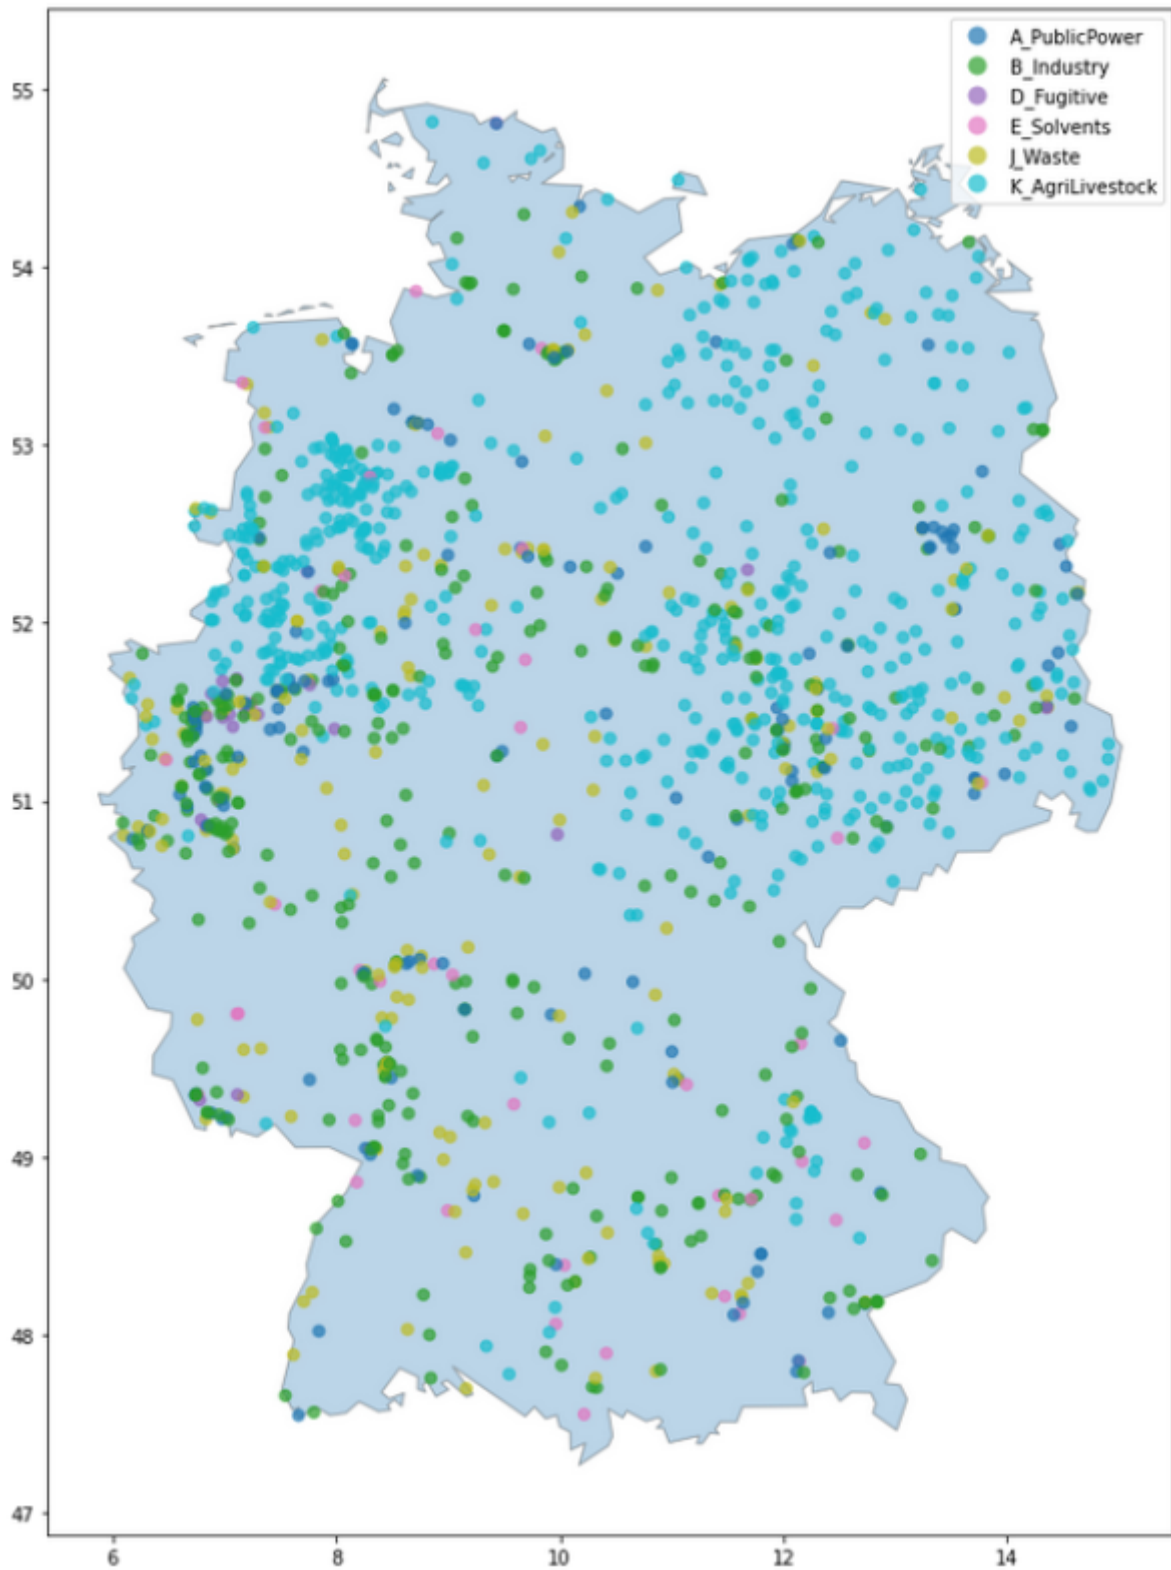 A_PublicPower
B_Industry
D_Fugitive
E_Solvents
J_Waste
K_AgriLivestock
55
54
53
52
51
50
49
48
47
6 8 10 12 14